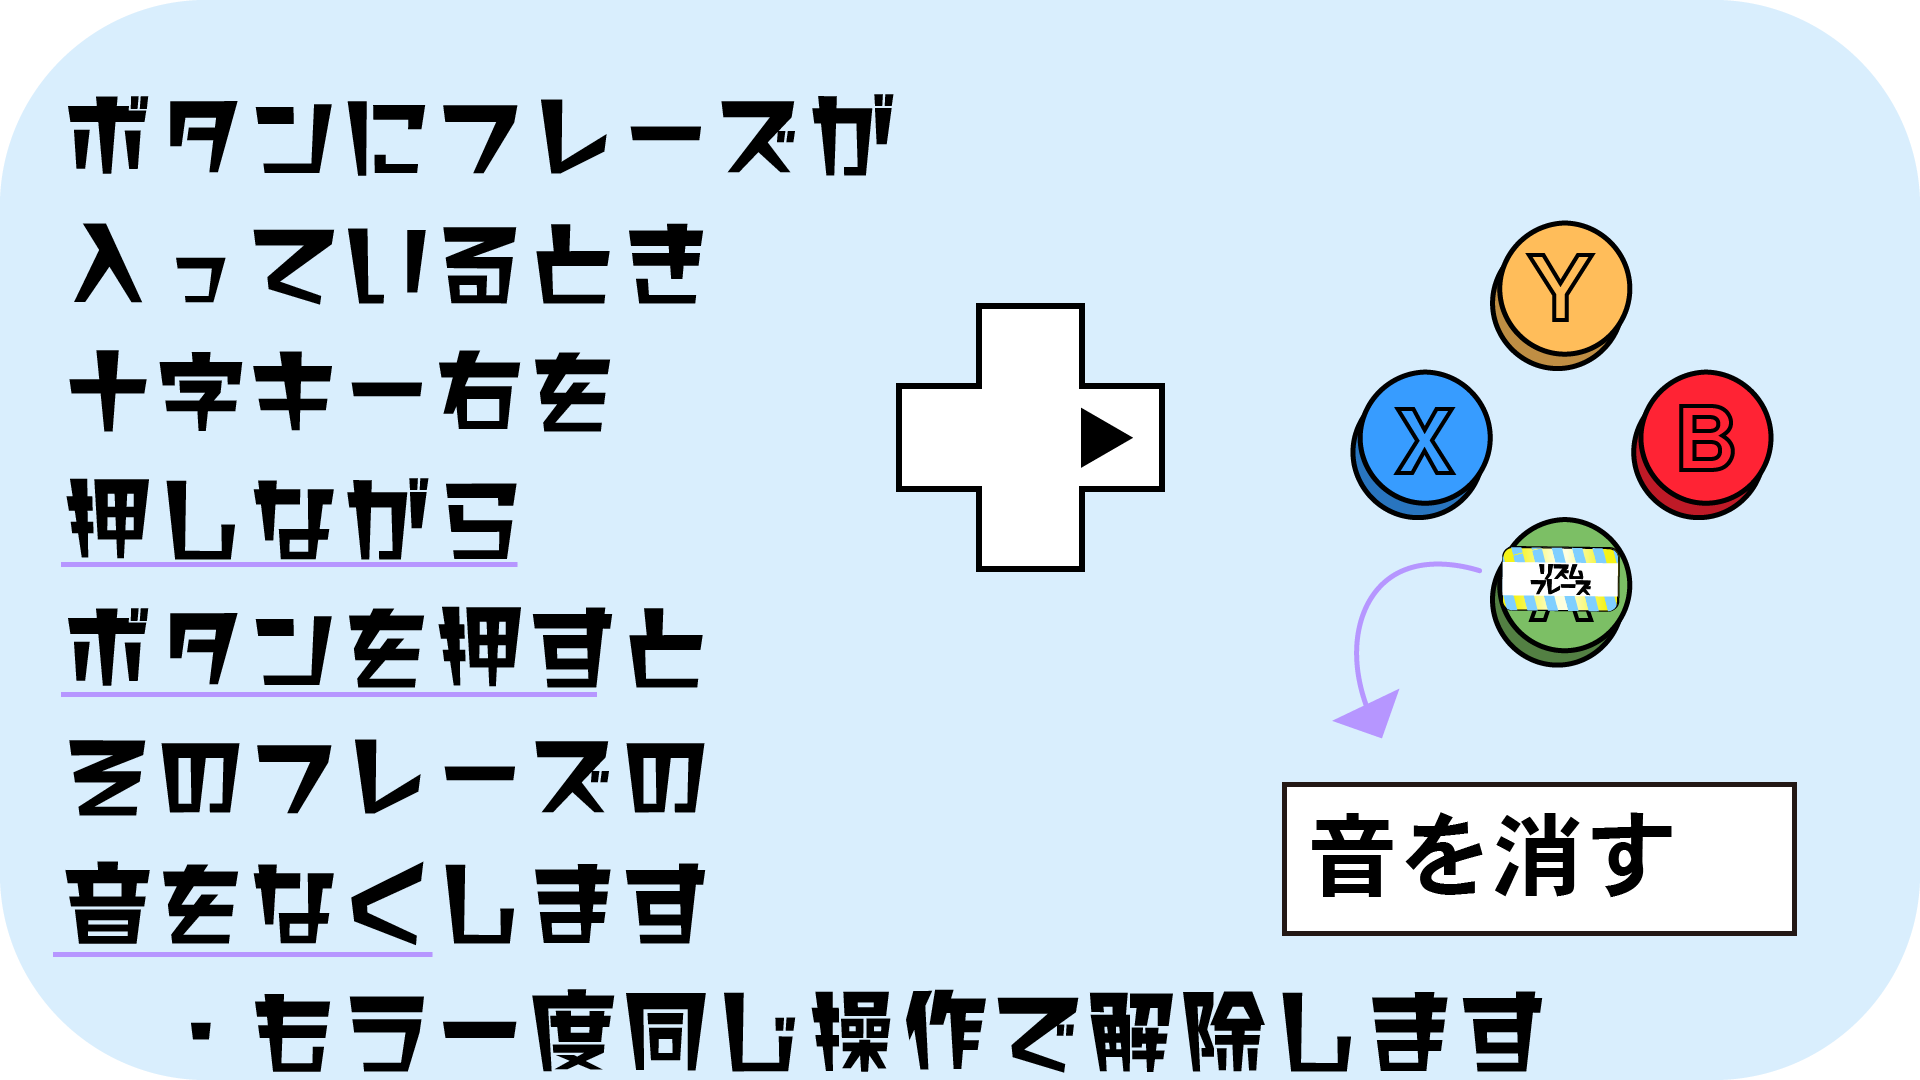 ボタンにフレーズが
入っているとき
十字キー右を
押しながら
ボタンを押すと
そのフレーズの
音をなくします
・もう一度同じ操作で解除します
Y
X
B
リズム
フレーズ
音を消す